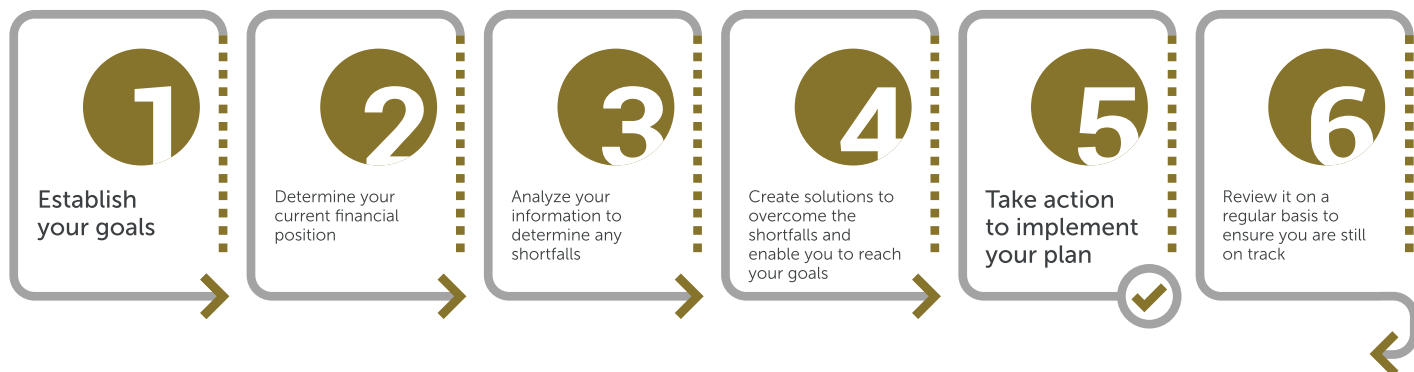 1
Establish
your goals
2
Determine your
current financial
position
3
Analyze your
information to
determine any
shortfalls
4
Create solutions to
overcome the
shortfalls and
enable you to reach
your goals
5
Take action
to implement
your plan
6
Review it on a
regular basis to
ensure you are still
on track